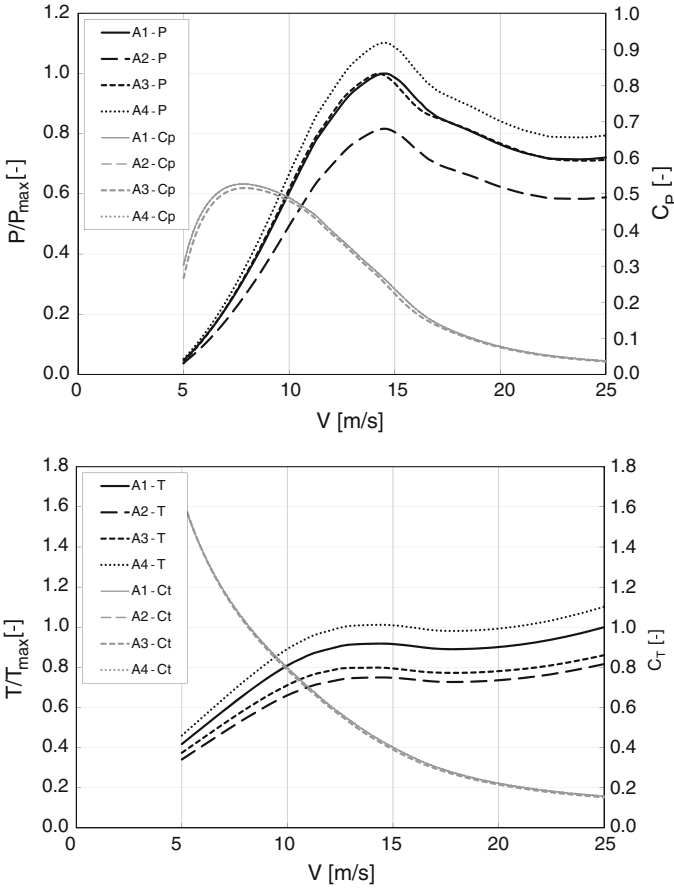 1.2
1.0
0.8
0.6
0.4
0.2
0.0
P/Pmax[-]
A1 - P
A2 - P
A3 - P
A4 - P
A1 - Cp
A2 - Cp
A3 - Cp
A4 - Cp
1.0
0.9
0.8
0.7
0.6
0.5
0.4
0.3
0.2
0.1
0.0
CP [-]
0 5 10 15 20 25
V [m/s]
1.8
1.6
1.4
1.2
1.0
0.8
0.6
0.4
0.2
0.0
T/Tmax[-]
A1 - T
A2 - T
A3 - T
A4 - T
A1 - Ct
A2 - Ct
A3 - Ct
A4 - Ct
1.8
1.6
1.4
1.2
1.0
0.8
0.6
0.4
0.2
0.0
CT [-]
0 5 10 15 20 25
V [m/s]